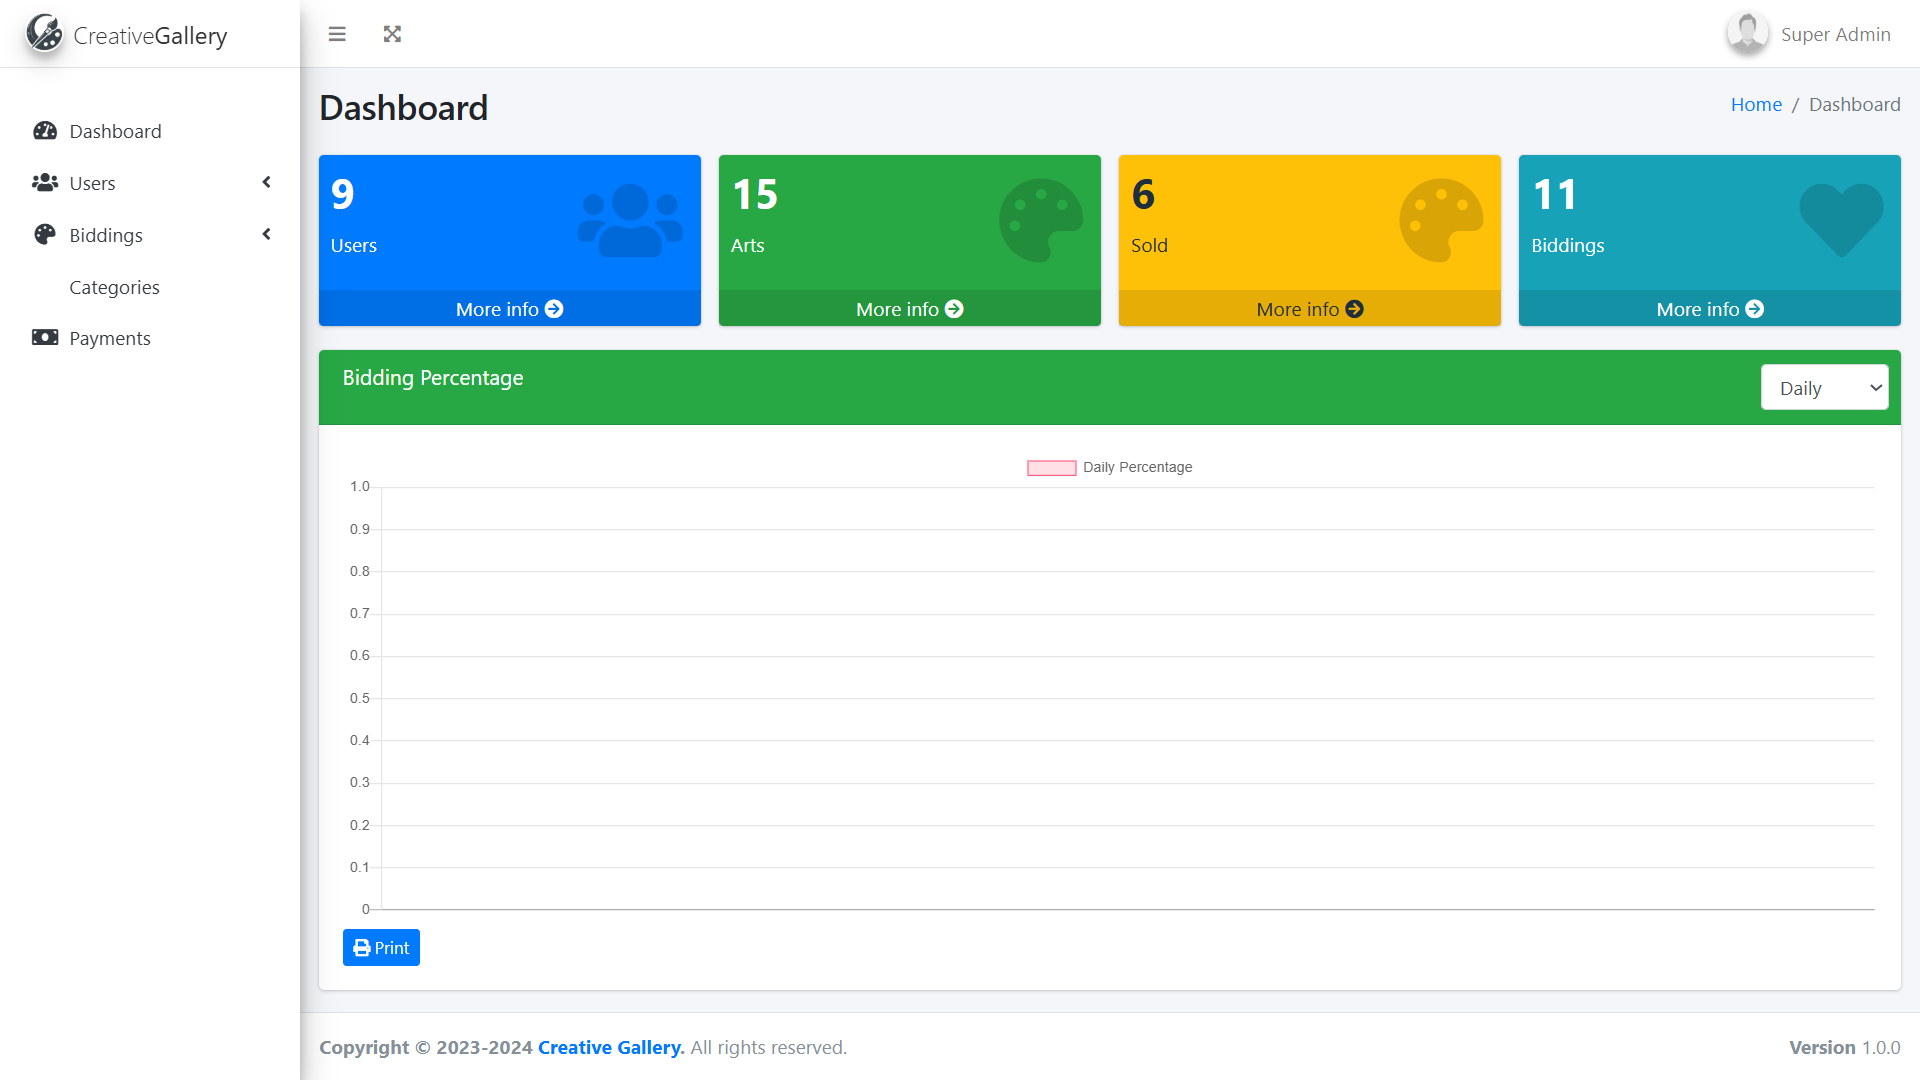 CreativeGallery
Super Admin
Dashboard
Users
Biddings
Categories
Payments
Dashboard
Home / Dashboard
9
Users
More info
15
Arts
More info
6
Sold
More info
11
Biddings
More info
Bidding Percentage
Daily
Daily Percentage
1.0
0.9
0.8
0.7
0.6
0.5
0.4
0.3
0.2
0.1
0
Print
Copyright © 2023-2024 Creative Gallery. All rights reserved.
Version 1.0.0